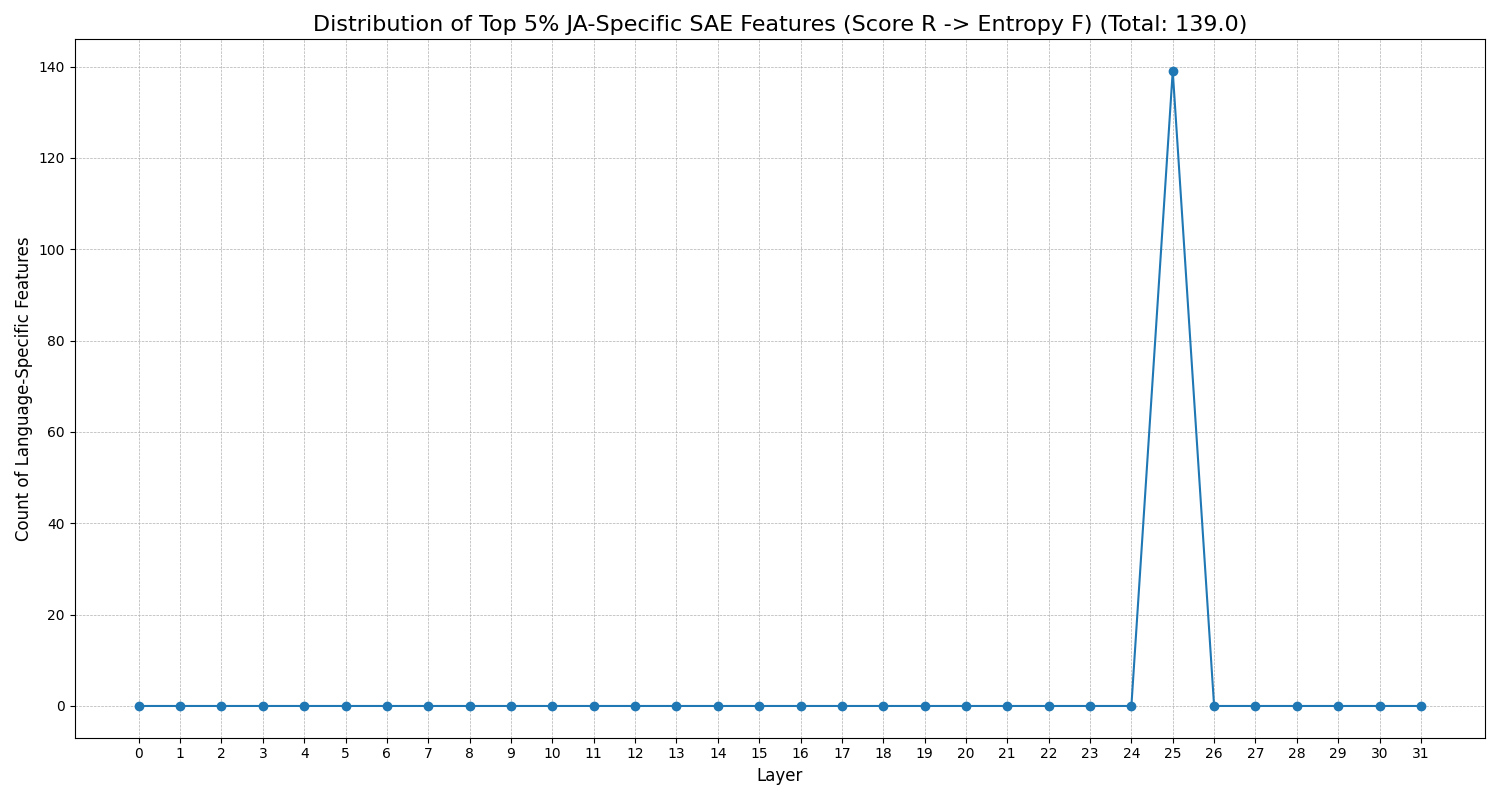 Distribution of Top 5% JA-Specific SAE Features (Score R -> Entropy F) (Total: 139.0)
Count of Language-Specific Features
140
120
100
80
60
40
20
0
0 1 2 3 4 5 6 7 8 9 10 11 12 13 14 15 16 17 18 19 20 21 22 23 24 25 26 27 28 29 30 31
Layer